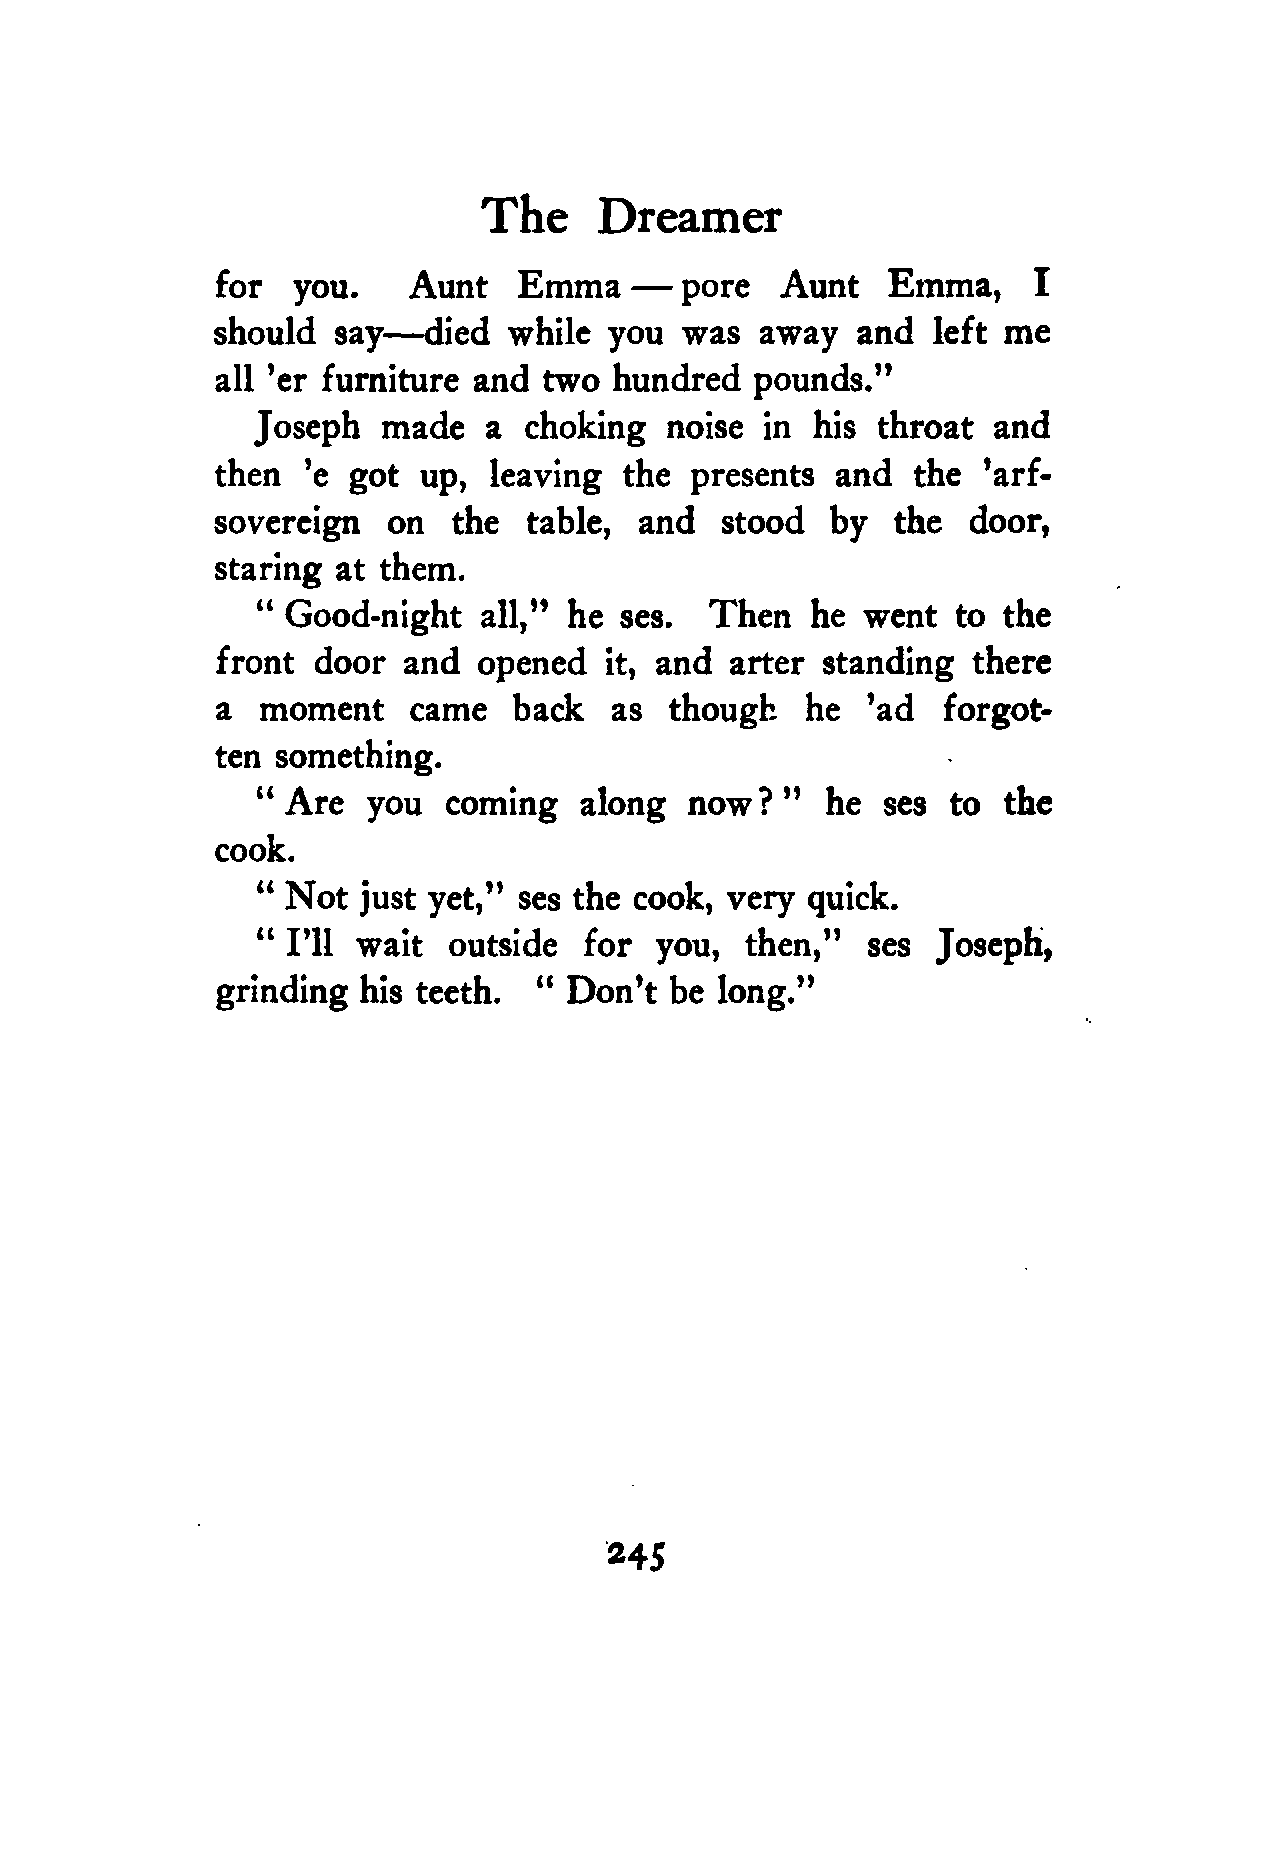 The Dreamer
for you. Aunt Emma — pore Aunt Emma, I
should say—died while you was away and left me
all 'er furniture and two hundred pounds."
Joseph made a choking noise in his throat and
then 'e got up, leaving the presents and the 'arf-
sovereign on the table, and stood by the door,
staring at them.
" Good-night all," he ses. Then he went to the
front door and opened it, and arter standing there
a moment came back as though he 'ad forgot-
ten something.
" Are you coming along now? " he ses to the
cook.
" Not just yet," ses the cook, very quick.
" I'll wait outside for you, then," ses Joseph,
grinding his teeth. " Don't be long."
245